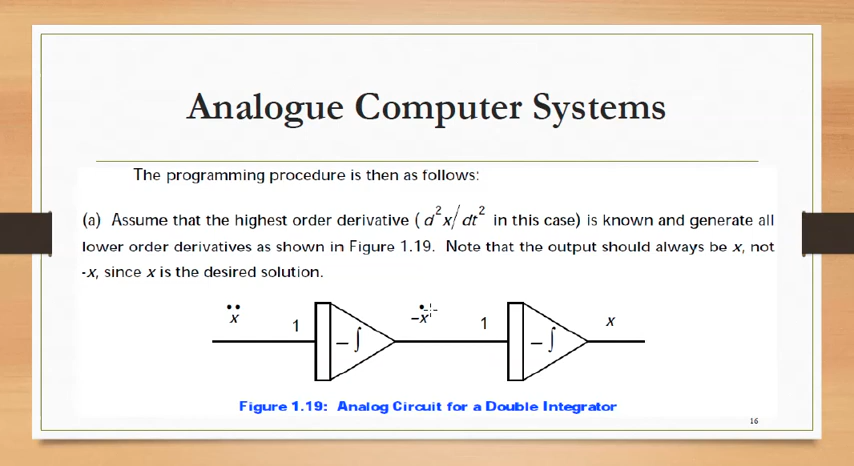 Analogue Computer Systems
The programming procedure is then as follows:
(a) Assume that the highest order derivative ( d²x/dt² in this case) is known and generate all
lower order derivatives as shown in Figure 1.19. Note that the output should always be x, not
-x, since x is the desired solution.
ẍ 1 −∫ −ẋ 1 −∫ x
Figure 1.19: Analog Circuit for a Double Integrator
16